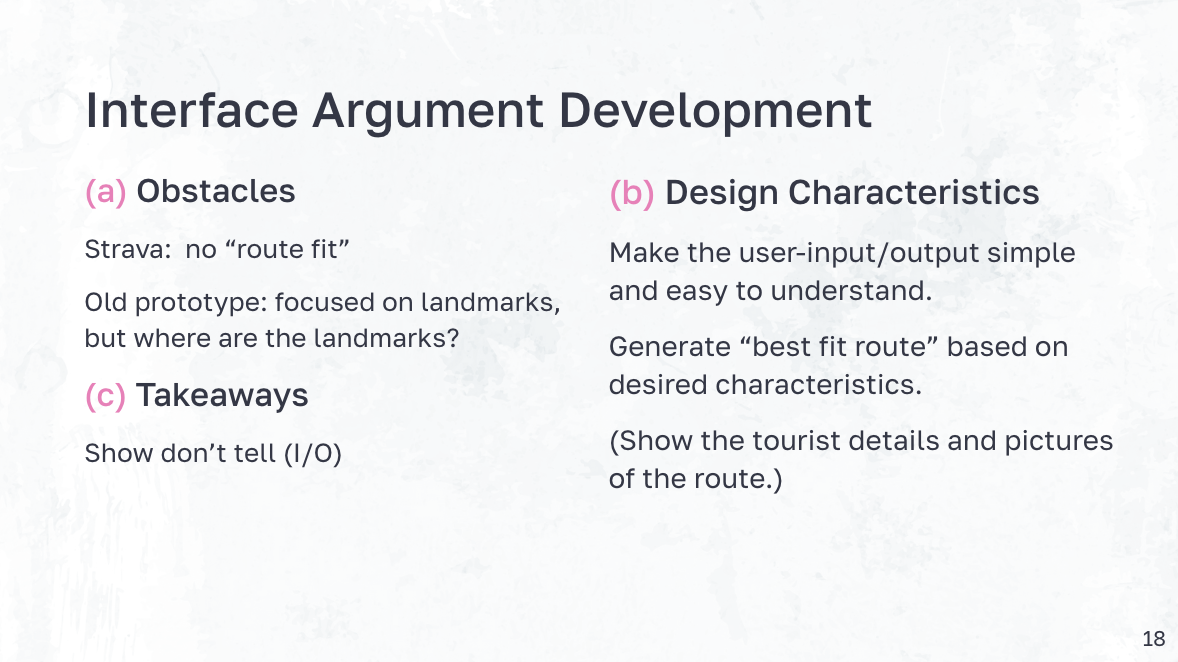 Interface Argument Development
(a) Obstacles
Strava:  no “route fit”
Old prototype: focused on landmarks,
but where are the landmarks?
(c) Takeaways
Show don’t tell (I/O)
(b) Design Characteristics
Make the user-input/output simple
and easy to understand.
Generate “best fit route” based on
desired characteristics.
(Show the tourist details and pictures
of the route.)
18